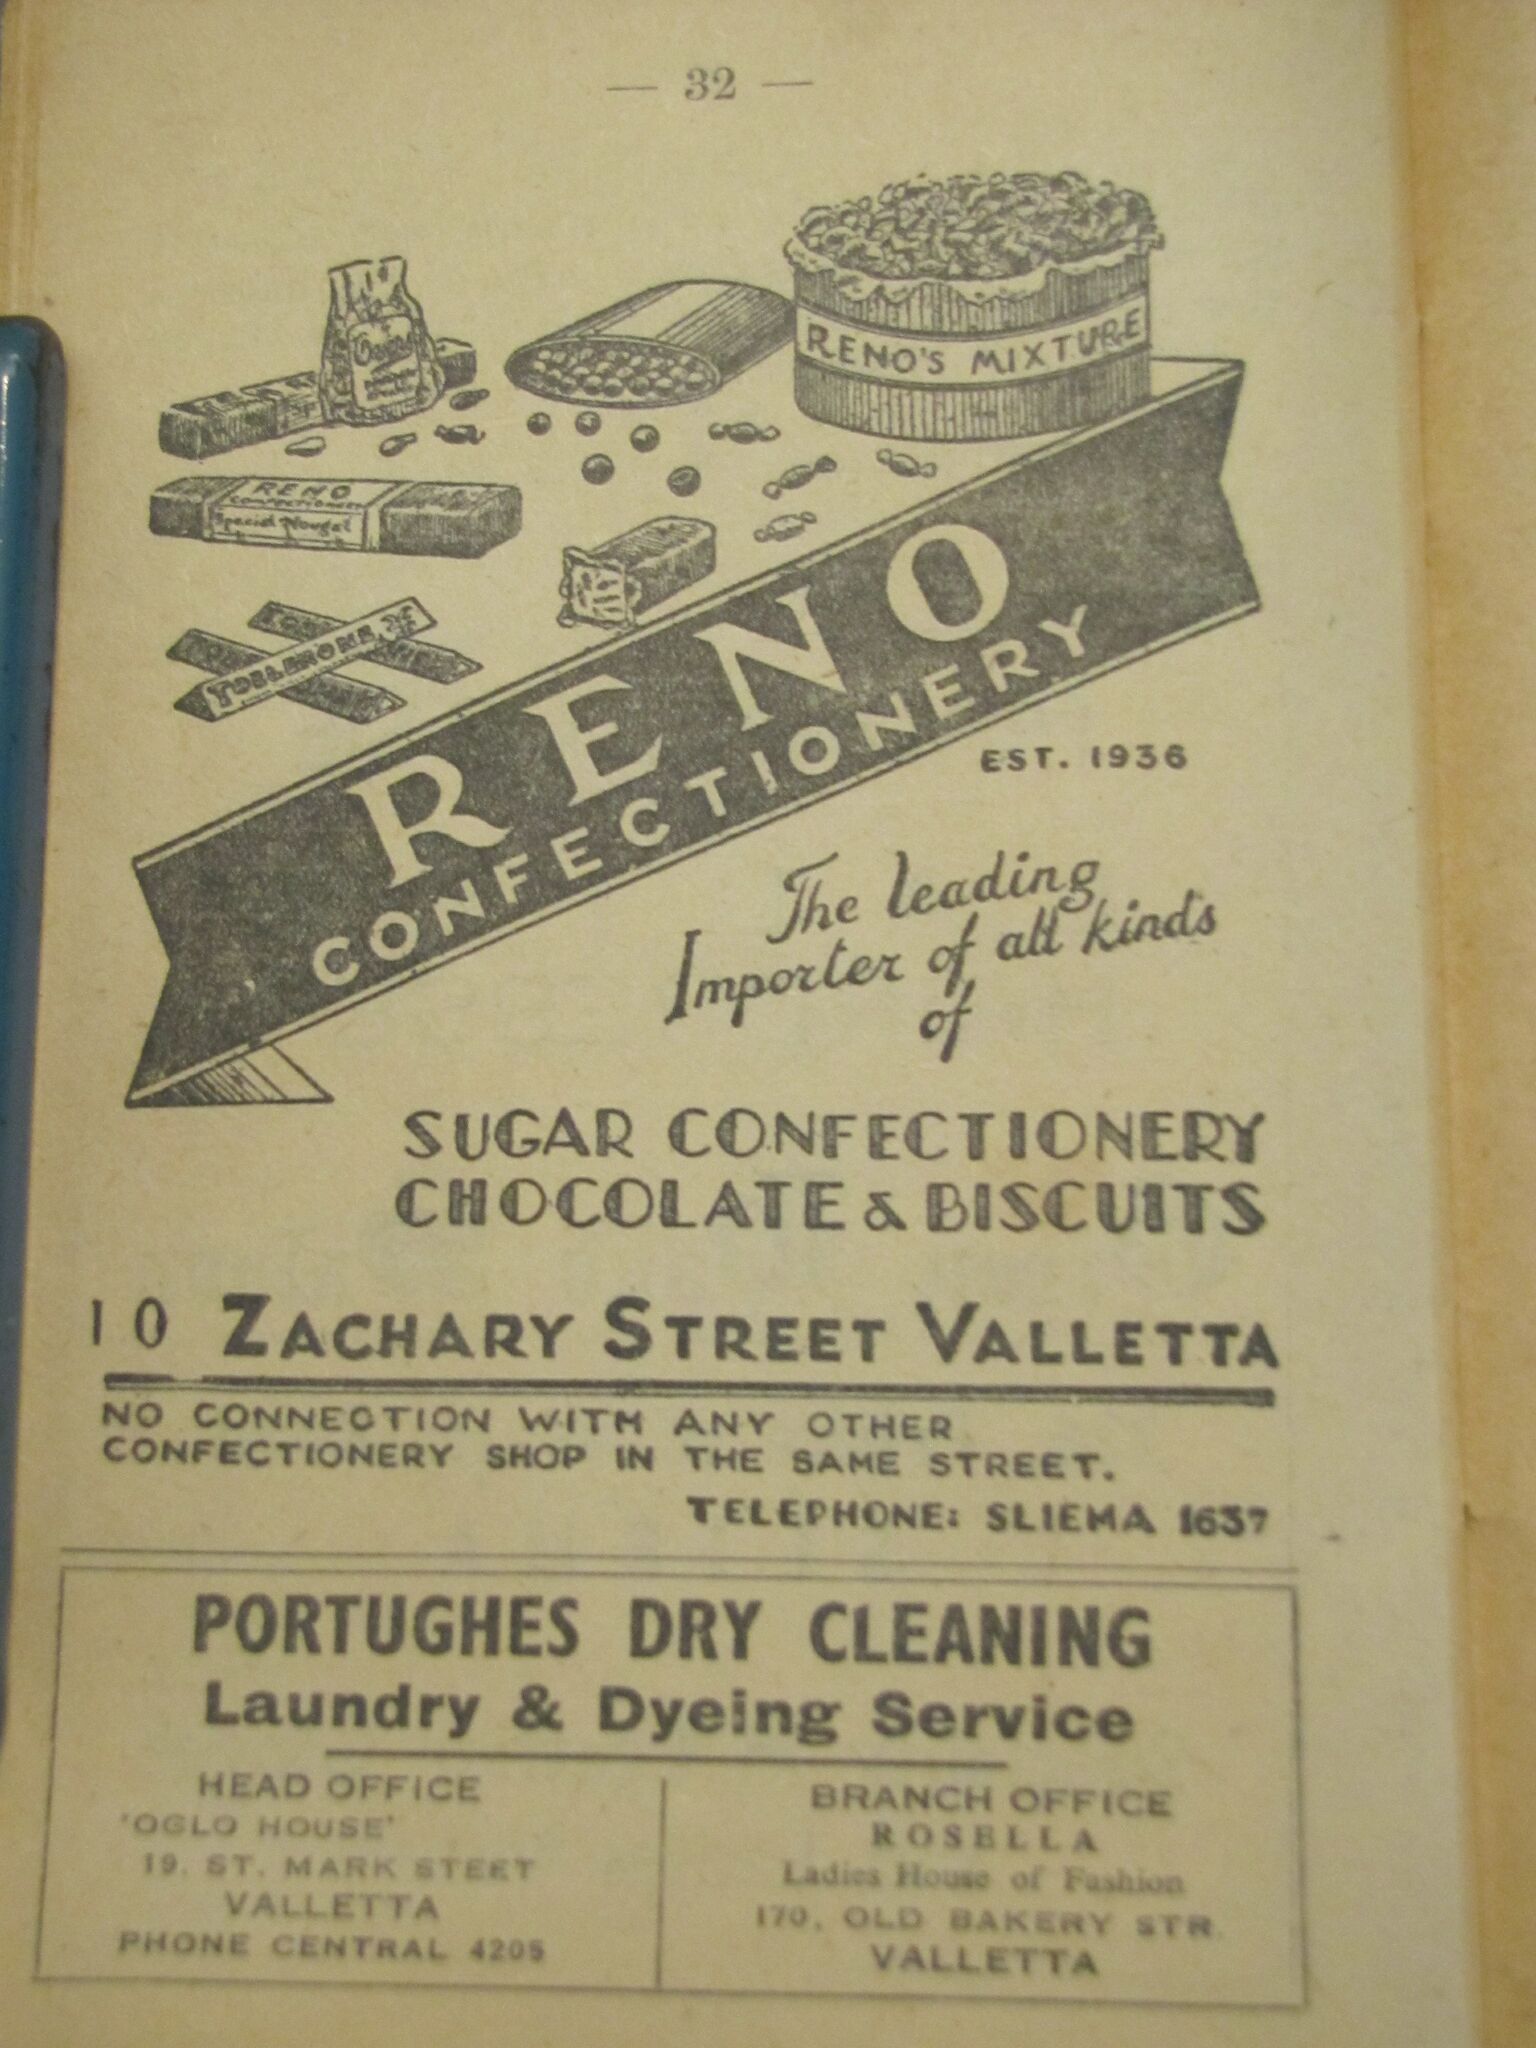 — 32 —
RENO'S MIXTURE
RENO
CONFECTIONERY
Special Nougat
TOBLERONE
RENO
CONFECTIONERY
EST. 1936
The leading
Importer of all kinds
of
SUGAR CONFECTIONERY
CHOCOLATE & BISCUITS
10 ZACHARY STREET VALLETTA
NO CONNECTION WITH ANY OTHER
CONFECTIONERY SHOP IN THE SAME STREET.
TELEPHONE: SLIEMA 1637
PORTUGHES DRY CLEANING
Laundry & Dyeing Service
HEAD OFFICE
'OGLO HOUSE'
19, ST. MARK STEET
VALLETTA
PHONE CENTRAL 4205
BRANCH OFFICE
ROSELLA
Ladies House of Fashion
170, OLD BAKERY STR.
VALLETTA